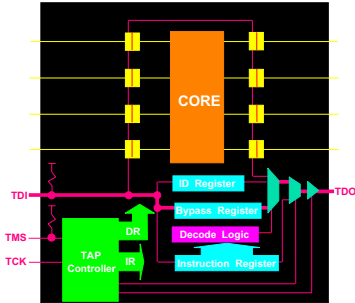 CORE
ID Register
TDI
TDO
Bypass Register
DR
Decode Logic
TMS
TAP
Controller
TCK
IR
Instruction Register